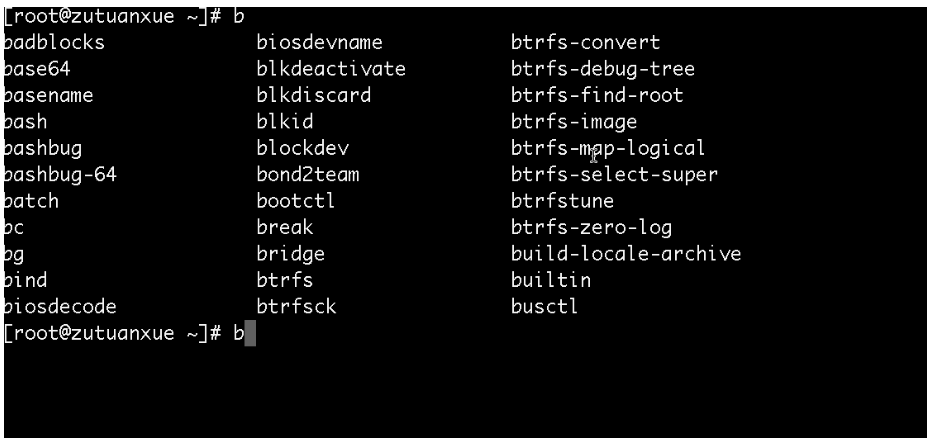 [root@zutuanxue ~]# b
badblocks biosdevname btrfs-convert
base64 blkdeactivate btrfs-debug-tree
basename blkdiscard btrfs-find-root
bash blkid btrfs-image
bashbug blockdev btrfs-map-logical
bashbug-64 bond2team btrfs-select-super
batch bootctl btrfstune
bc break btrfs-zero-log
bg bridge build-locale-archive
bind btrfs builtin
biosdecode btrfsck busctl
[root@zutuanxue ~]# b